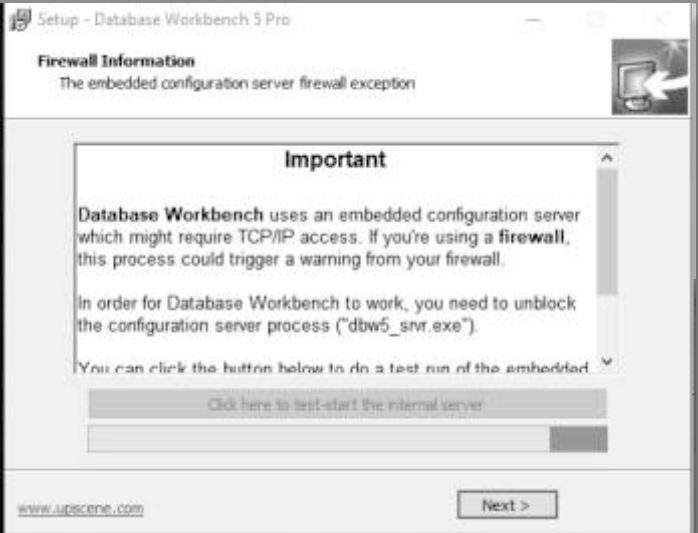 Setup - Database Workbench 5 Pro
Firewall Information
The embedded configuration server firewall exception
Important
Database Workbench uses an embedded configuration server
which might require TCP/IP access. If you're using a firewall,
this process could trigger a warning from your firewall.
In order for Database Workbench to work, you need to unblock
the configuration server process ("dbw5_srvr.exe").
You can click the button below to do a test run of the embedded
Click here to test-start the internal server
www.upscene.com
Next >